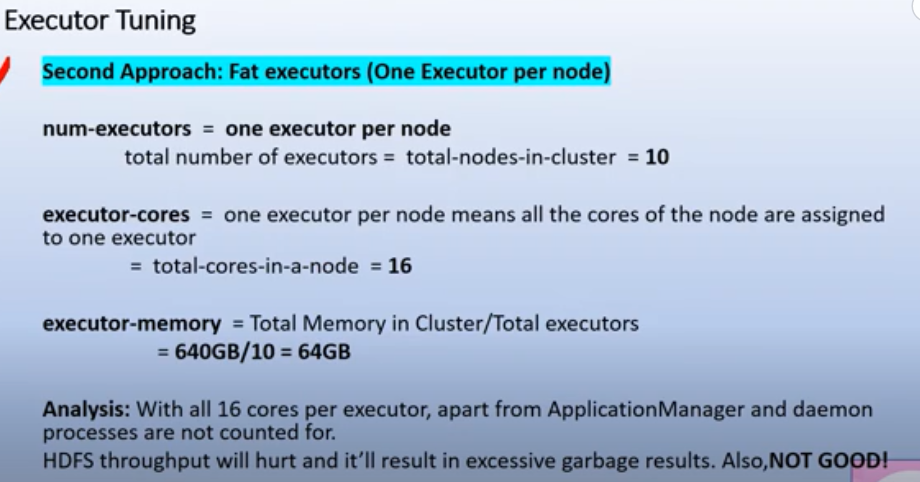 Executor Tuning
Second Approach: Fat executors (One Executor per node)
num-executors = one executor per node
total number of executors = total-nodes-in-cluster = 10
executor-cores = one executor per node means all the cores of the node are assigned
to one executor
= total-cores-in-a-node = 16
executor-memory = Total Memory in Cluster/Total executors
= 640GB/10 = 64GB
Analysis: With all 16 cores per executor, apart from ApplicationManager and daemon
processes are not counted for.
HDFS throughput will hurt and it'll result in excessive garbage results. Also,NOT GOOD!